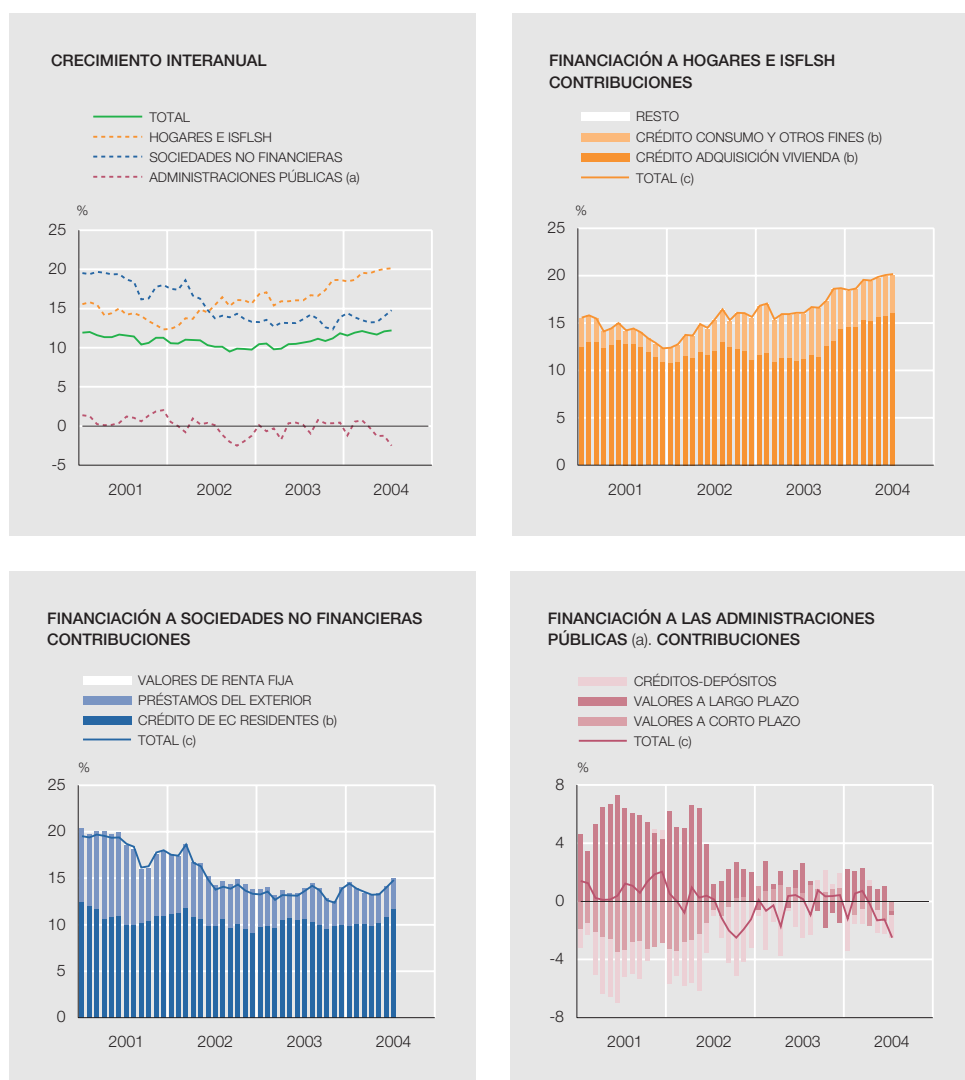 CRECIMIENTO INTERANUAL
TOTAL
HOGARES E ISFLSH
SOCIEDADES NO FINANCIERAS
ADMINISTRACIONES PÚBLICAS (a)
%
25
20
15
10
5
0
-5
2001 2002 2003 2004
FINANCIACIÓN A HOGARES E ISFLSH
CONTRIBUCIONES
RESTO
CRÉDITO CONSUMO Y OTROS FINES (b)
CRÉDITO ADQUISICIÓN VIVIENDA (b)
TOTAL (c)
%
25
20
15
10
5
0
2001 2002 2003 2004
FINANCIACIÓN A SOCIEDADES NO FINANCIERAS
CONTRIBUCIONES
VALORES DE RENTA FIJA
PRÉSTAMOS DEL EXTERIOR
CRÉDITO DE EC RESIDENTES (b)
TOTAL (c)
%
25
20
15
10
5
0
2001 2002 2003 2004
FINANCIACIÓN A LAS ADMINISTRACIONES
PÚBLICAS (a). CONTRIBUCIONES
CRÉDITOS-DEPÓSITOS
VALORES A LARGO PLAZO
VALORES A CORTO PLAZO
TOTAL (c)
%
8
4
0
-4
-8
2001 2002 2003 2004